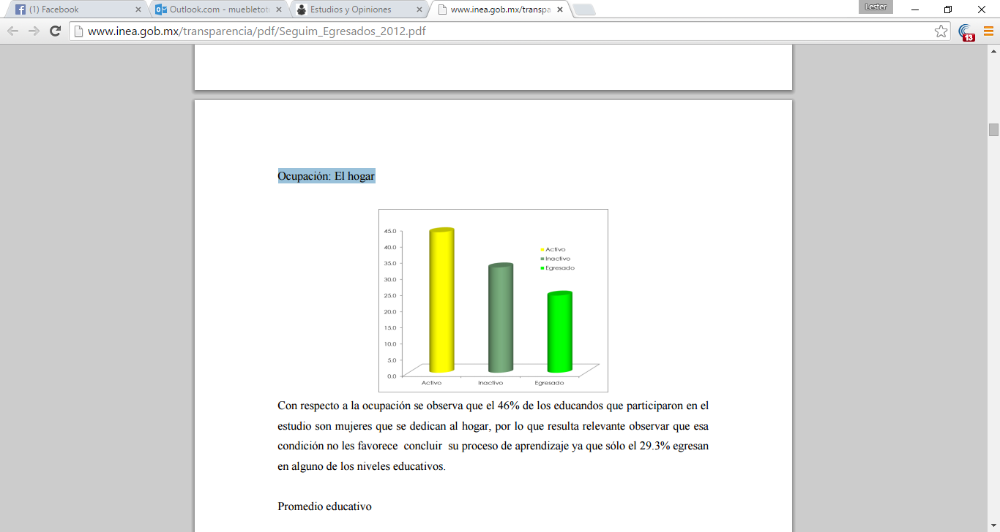 (1) Facebook
Outlook.com - muebletot
Estudios y Opiniones
www.inea.gob.mx/transpa
Lester
www.inea.gob.mx/transparencia/pdf/Seguim_Egresados_2012.pdf
13
Ocupación: El hogar
45.0
40.0
35.0
30.0
25.0
20.0
15.0
10.0
5.0
0.0
Activo
Inactivo
Egresado
Activo Inactivo Egresado
Con respecto a la ocupación se observa que el 46% de los educandos que participaron en el
estudio son mujeres que se dedican al hogar, por lo que resulta relevante observar que esa
condición no les favorece concluir su proceso de aprendizaje ya que sólo el 29.3% egresan
en alguno de los niveles educativos.
Promedio educativo